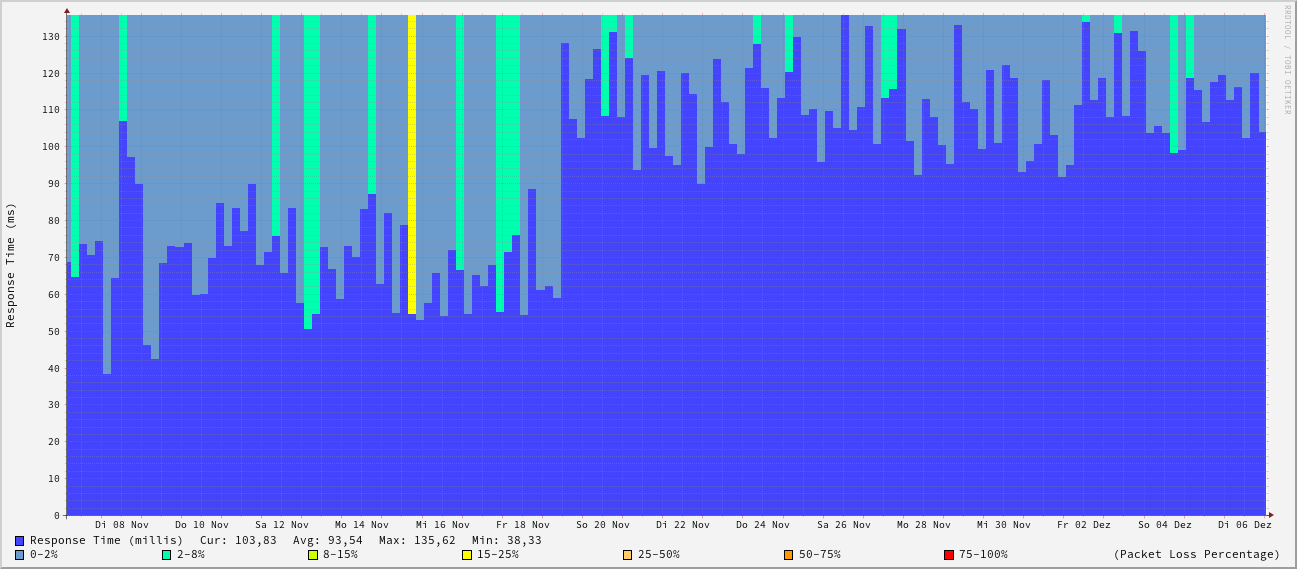 RRDTOOL / TOBI OETIKER
Response Time (ms)
130
120
110
100
90
80
70
60
50
40
30
20
10
0
Di 08 Nov Do 10 Nov Sa 12 Nov Mo 14 Nov Mi 16 Nov Fr 18 Nov So 20 Nov Di 22 Nov Do 24 Nov Sa 26 Nov Mo 28 Nov Mi 30 Nov Fr 02 Dez So 04 Dez Di 06 Dez
Response Time (millis) Cur: 103,83 Avg: 93,54 Max: 135,62 Min: 38,33
0-2% 2-8% 8-15% 15-25% 25-50% 50-75% 75-100% (Packet Loss Percentage)